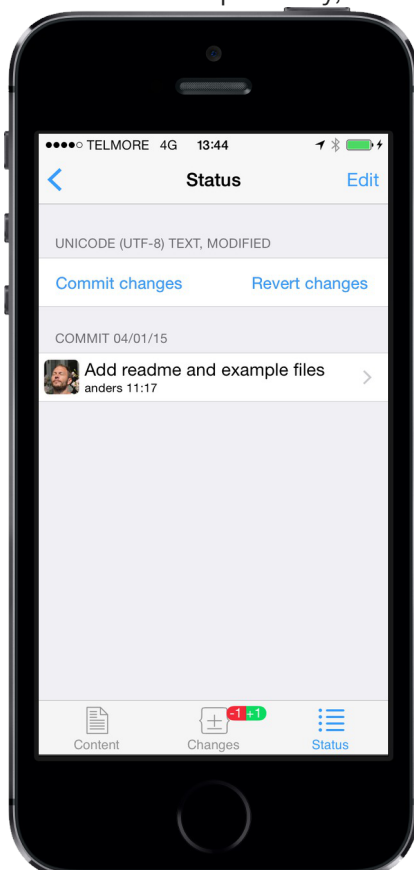 TELMORE 4G 13:44
Status Edit
UNICODE (UTF-8) TEXT, MODIFIED
Commit changes Revert changes
COMMIT 04/01/15
Add readme and example files
anders 11:17
-1 +1
Content Changes Status